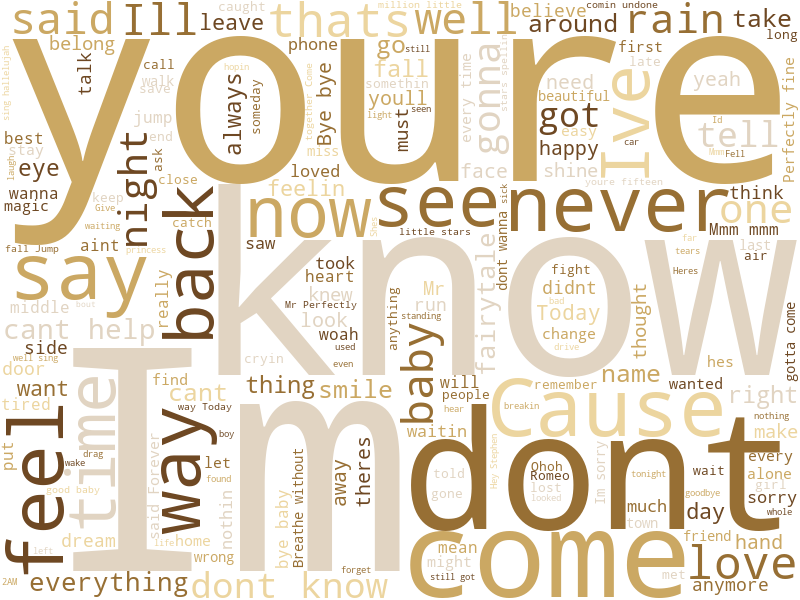 said Ill thats well believe around rain take
caught million little comin undone
leave belong phone go still first long
youre
sing hallelujah talk call walk save always someday Bye bye together Come
fall somethin youll light must seen every time gonna stars spellin
need beautiful got easy happy shine face
late Ive yeah tell Id Mmm Fell car Perfectly fine
best stay eye laugh wanna magic night jump end ask close
miss loved feelin keep Give waiting aint catch princess
back now see never one think
youre fifteen sick dont wanna little stars Mmm mmm
fall Jump saw Shes far tears last air Heres
say know
really took heart knew Mr Perfectly look woah used even
Mr run anything standing fairytale
fight didnt Today bad change drive thought hes
middle cant help side door well sing bout
gotta come
want tired find cant thing smile cryin baby will people
Cause remember name wanted right
time Im way Today boy waitin hear breakin nothing make
feel way put drag wake let found
dont every alone girl wait
good baby said Forever nothin theres away Breathe without bye baby
told gone Hey Stephen Ohoh Romeo lost looked Im sorry tonight goodbye much town day sorry whole
dream life home wrong left 2AM
come mean might still got friend hand met love anymore
everything dont know forget